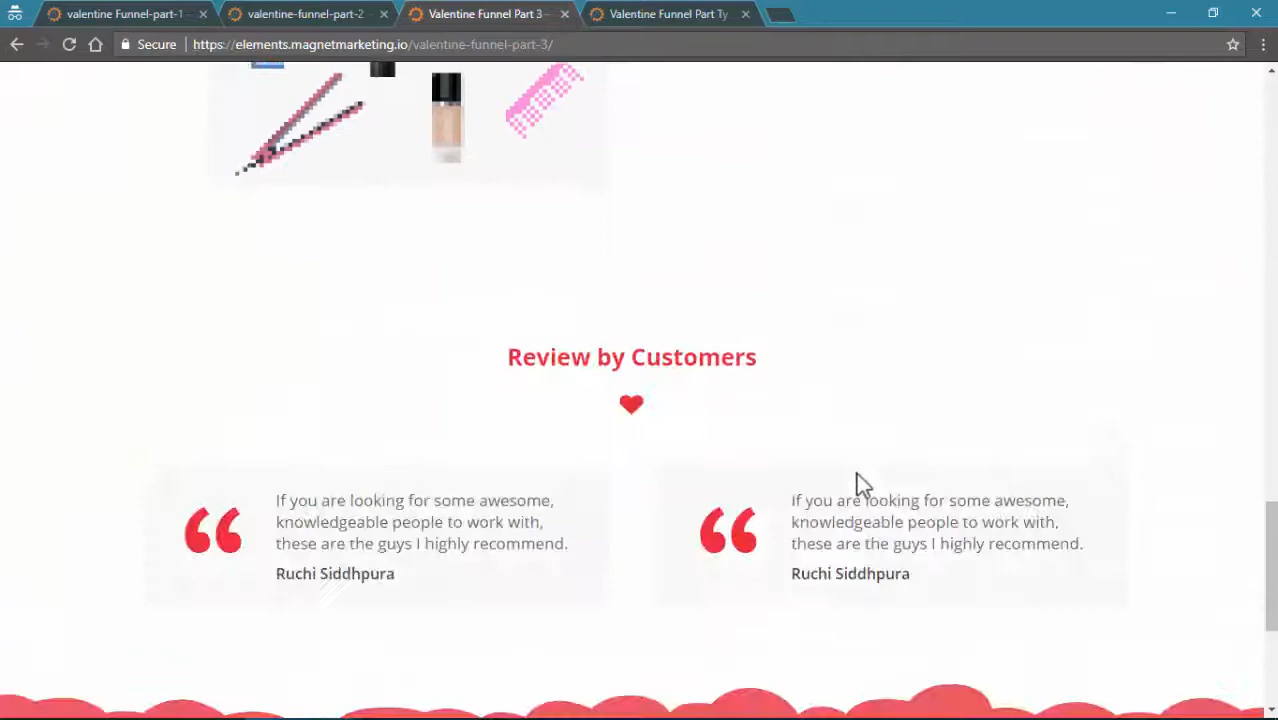 valentine Funnel-part-1
valentine-funnel-part-2
Valentine Funnel Part 3–
Valentine Funnel Part Ty
Secure
https://elements.magnetmarketing.io/valentine-funnel-part-3/
Review by Customers
If you are looking for some awesome,
knowledgeable people to work with,
these are the guys I highly recommend.
Ruchi Siddhpura
If you are looking for some awesome,
knowledgeable people to work with,
these are the guys I highly recommend.
Ruchi Siddhpura